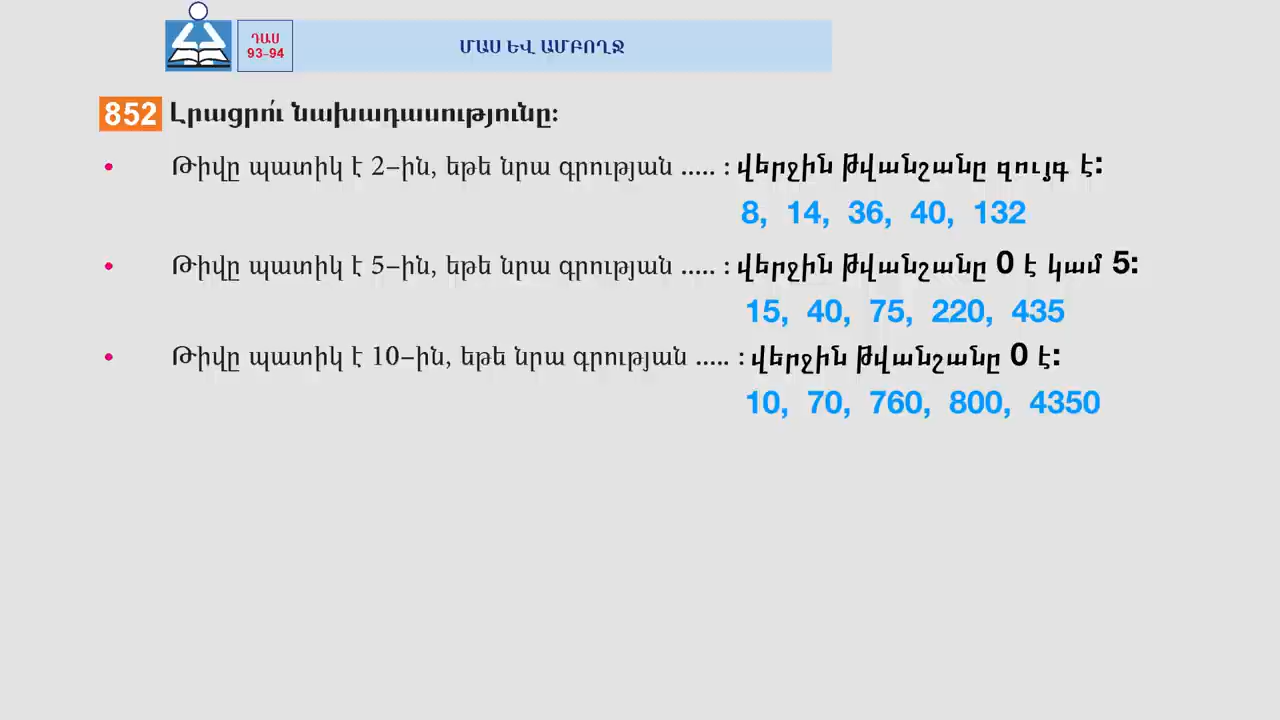 ԴԱՍ
93-94
ՄԱՍ ԵՎ ԱՄԲՈՂՋ
852 Լրացրո՛ւ նախադասությունը:
• Թիվը պատիկ է 2-ին, եթե նրա գրության ..... : վերջին թվանշանը զույգ է:
8, 14, 36, 40, 132
• Թիվը պատիկ է 5-ին, եթե նրա գրության ..... : վերջին թվանշանը 0 է կամ 5:
15, 40, 75, 220, 435
• Թիվը պատիկ է 10-ին, եթե նրա գրության ..... : վերջին թվանշանը 0 է:
10, 70, 760, 800, 4350